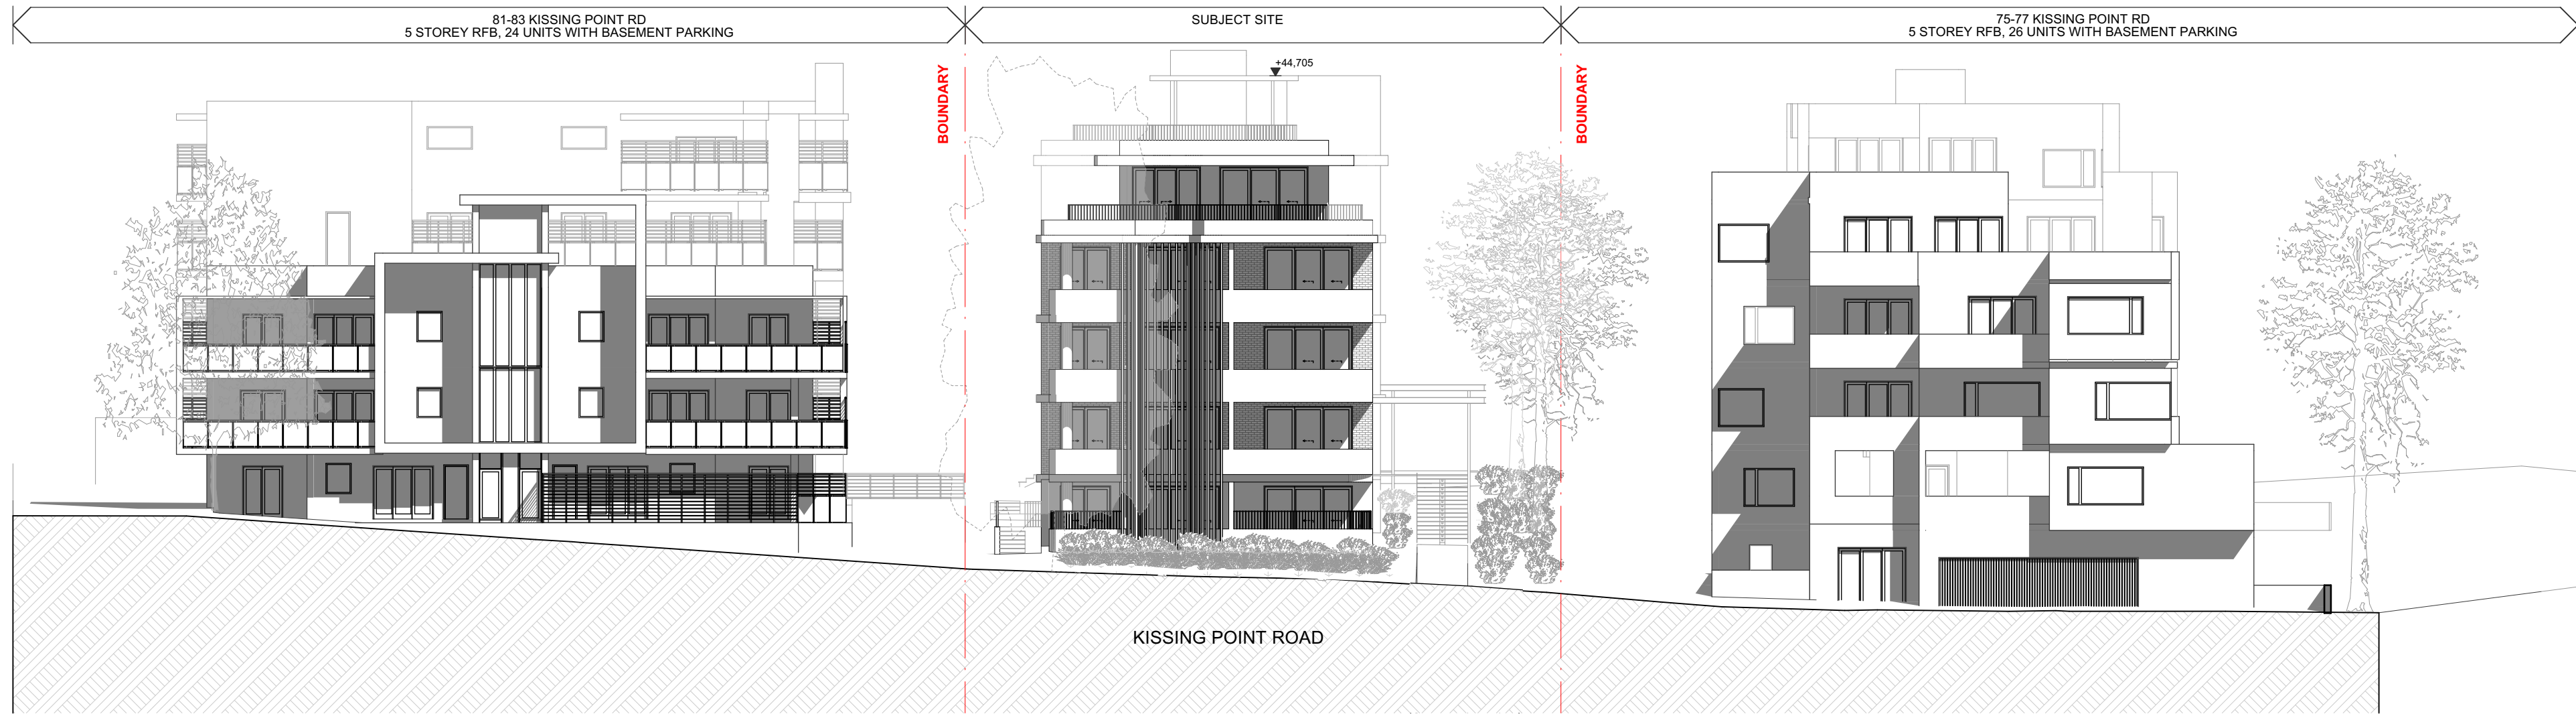 81-83 KISSING POINT RD
5 STOREY RFB, 24 UNITS WITH BASEMENT PARKING
SUBJECT SITE
75-77 KISSING POINT RD
5 STOREY RFB, 26 UNITS WITH BASEMENT PARKING
BOUNDARY
+44,705
BOUNDARY
KISSING POINT ROAD